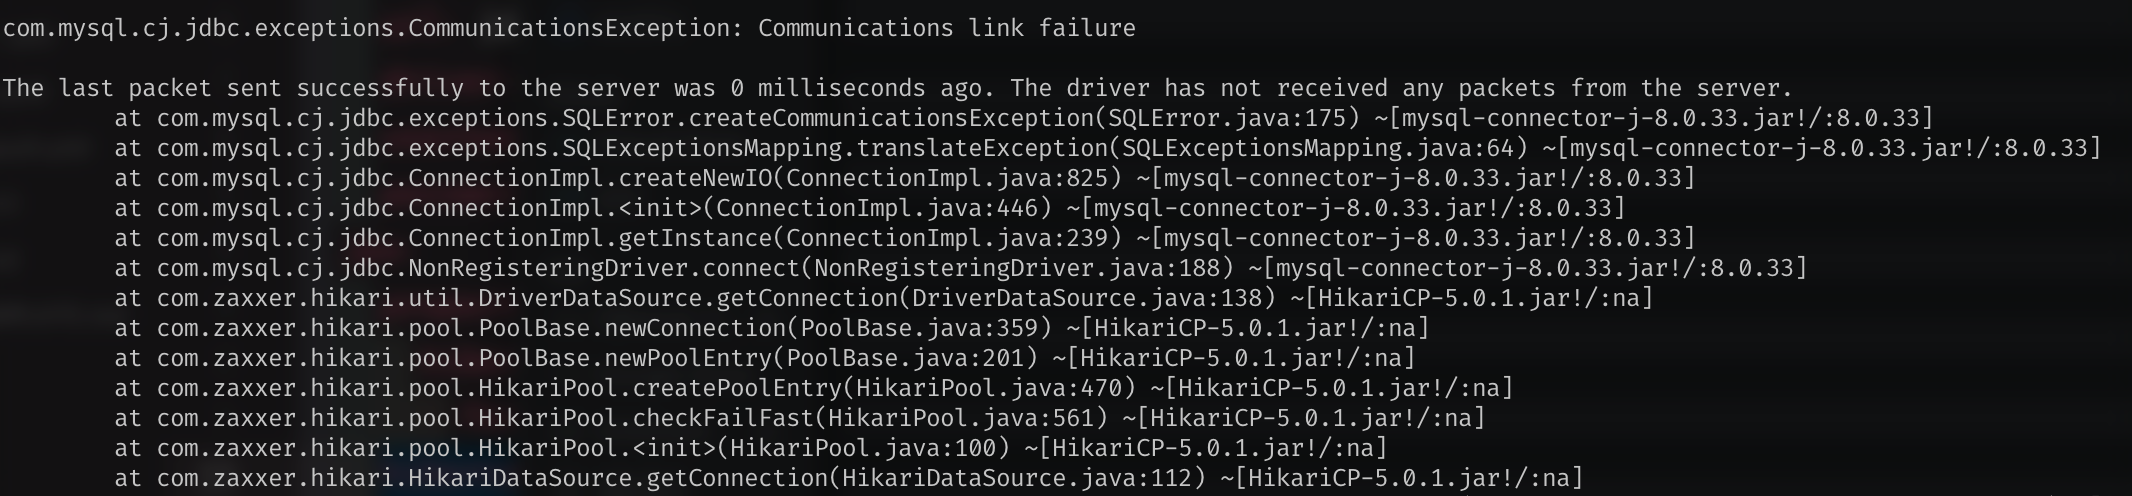 com.mysql.cj.jdbc.exceptions.CommunicationsException: Communications link failure

The last packet sent successfully to the server was 0 milliseconds ago. The driver has not received any packets from the server.
        at com.mysql.cj.jdbc.exceptions.SQLError.createCommunicationsException(SQLError.java:175) ~[mysql-connector-j-8.0.33.jar!/:8.0.33]
        at com.mysql.cj.jdbc.exceptions.SQLExceptionsMapping.translateException(SQLExceptionsMapping.java:64) ~[mysql-connector-j-8.0.33.jar!/:8.0.33]
        at com.mysql.cj.jdbc.ConnectionImpl.createNewIO(ConnectionImpl.java:825) ~[mysql-connector-j-8.0.33.jar!/:8.0.33]
        at com.mysql.cj.jdbc.ConnectionImpl.<init>(ConnectionImpl.java:446) ~[mysql-connector-j-8.0.33.jar!/:8.0.33]
        at com.mysql.cj.jdbc.ConnectionImpl.getInstance(ConnectionImpl.java:239) ~[mysql-connector-j-8.0.33.jar!/:8.0.33]
        at com.mysql.cj.jdbc.NonRegisteringDriver.connect(NonRegisteringDriver.java:188) ~[mysql-connector-j-8.0.33.jar!/:8.0.33]
        at com.zaxxer.hikari.util.DriverDataSource.getConnection(DriverDataSource.java:138) ~[HikariCP-5.0.1.jar!/:na]
        at com.zaxxer.hikari.pool.PoolBase.newConnection(PoolBase.java:359) ~[HikariCP-5.0.1.jar!/:na]
        at com.zaxxer.hikari.pool.PoolBase.newPoolEntry(PoolBase.java:201) ~[HikariCP-5.0.1.jar!/:na]
        at com.zaxxer.hikari.pool.HikariPool.createPoolEntry(HikariPool.java:470) ~[HikariCP-5.0.1.jar!/:na]
        at com.zaxxer.hikari.pool.HikariPool.checkFailFast(HikariPool.java:561) ~[HikariCP-5.0.1.jar!/:na]
        at com.zaxxer.hikari.pool.HikariPool.<init>(HikariPool.java:100) ~[HikariCP-5.0.1.jar!/:na]
        at com.zaxxer.hikari.HikariDataSource.getConnection(HikariDataSource.java:112) ~[HikariCP-5.0.1.jar!/:na]